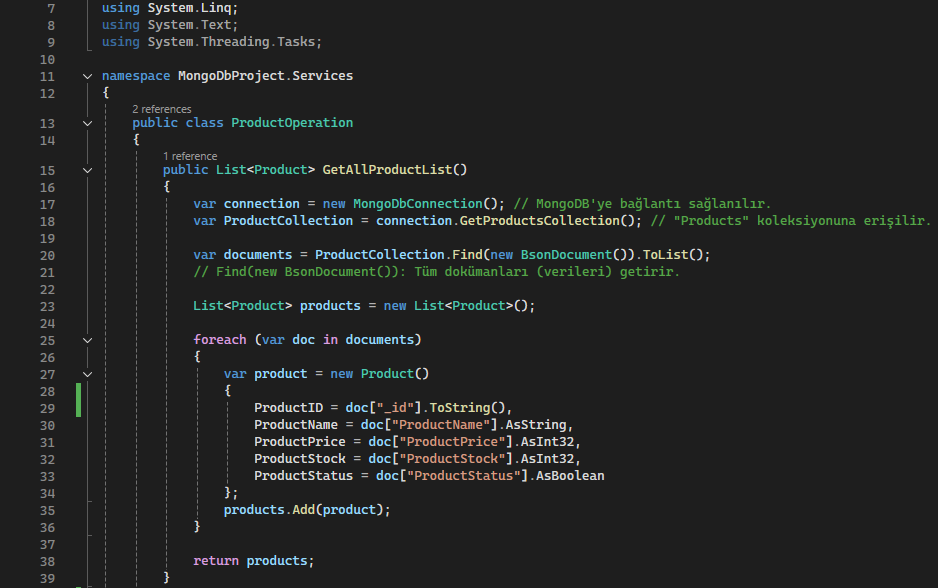 7 using System.Linq;
8 using System.Text;
9 using System.Threading.Tasks;
10
11 namespace MongoDbProject.Services
12 {
2 references
13 public class ProductOperation
14 {
1 reference
15 public List<Product> GetAllProductList()
16 {
17 var connection = new MongoDbConnection(); // MongoDB'ye bağlantı sağlanılır.
18 var ProductCollection = connection.GetProductsCollection(); // "Products" koleksiyonuna erişilir.
19
20 var documents = ProductCollection.Find(new BsonDocument()).ToList();
21 // Find(new BsonDocument()): Tüm dokümanları (verileri) getirir.
22
23 List<Product> products = new List<Product>();
24
25 foreach (var doc in documents)
26 {
27 var product = new Product()
28 {
29 ProductID = doc["_id"].ToString(),
30 ProductName = doc["ProductName"].AsString,
31 ProductPrice = doc["ProductPrice"].AsInt32,
32 ProductStock = doc["ProductStock"].AsInt32,
33 ProductStatus = doc["ProductStatus"].AsBoolean
34 };
35 products.Add(product);
36 }
37
38 return products;
39 }